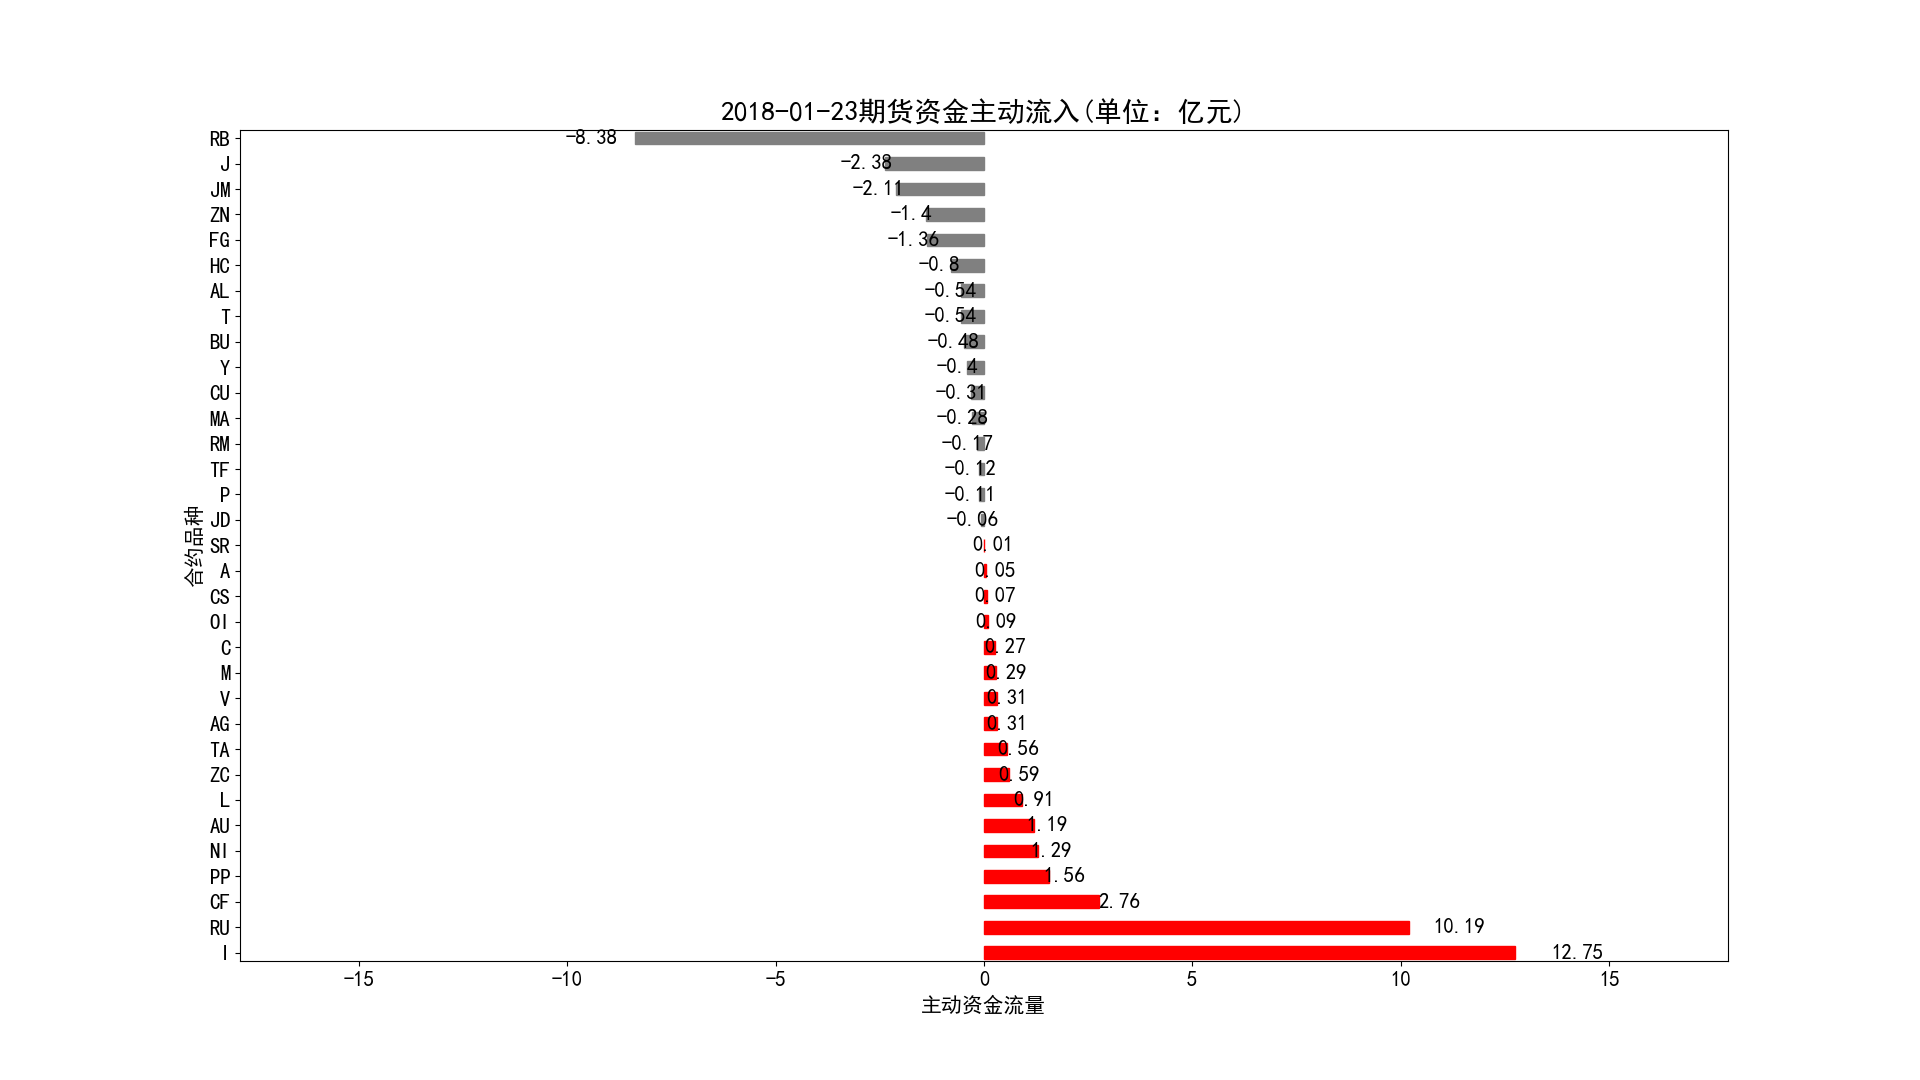 2018-01-23期货资金主动流入(单位：亿元)
RB -8.38
J -2.38
JM -2.11
ZN -1.4
FG -1.36
HC -0.8
AL -0.54
T -0.54
BU -0.48
Y -0.4
CU -0.31
MA -0.28
RM -0.17
TF -0.12
P -0.11
JD -0.06
SR 0.01
A 0.05
CS 0.07
OI 0.09
C 0.27
M 0.29
V 0.31
AG 0.31
TA 0.56
ZC 0.59
L 0.91
AU 1.19
NI 1.29
PP 1.56
CF 2.76
RU 10.19
I 12.75
合约品种
-15 -10 -5 0 5 10 15
主动资金流量